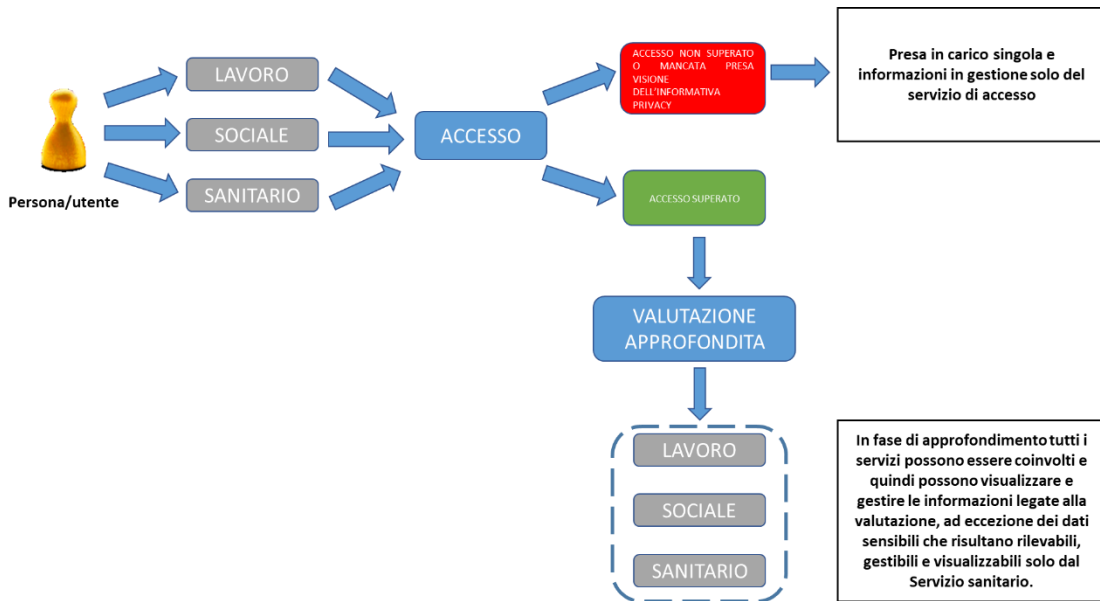 Persona/utente
LAVORO
SOCIALE
SANITARIO
ACCESSO
ACCESSO NON SUPERATO
O MANCATA PRESA
VISIONE
DELL'INFORMATIVA
PRIVACY
Presa in carico singola e
informazioni in gestione solo del
servizio di accesso
ACCESSO SUPERATO
VALUTAZIONE
APPROFONDITA
LAVORO
SOCIALE
SANITARIO
In fase di approfondimento tutti i
servizi possono essere coinvolti e
quindi possono visualizzare e
gestire le informazioni legate alla
valutazione, ad eccezione dei dati
sensibili che risultano rilevabili,
gestibili e visualizzabili solo dal
Servizio sanitario.